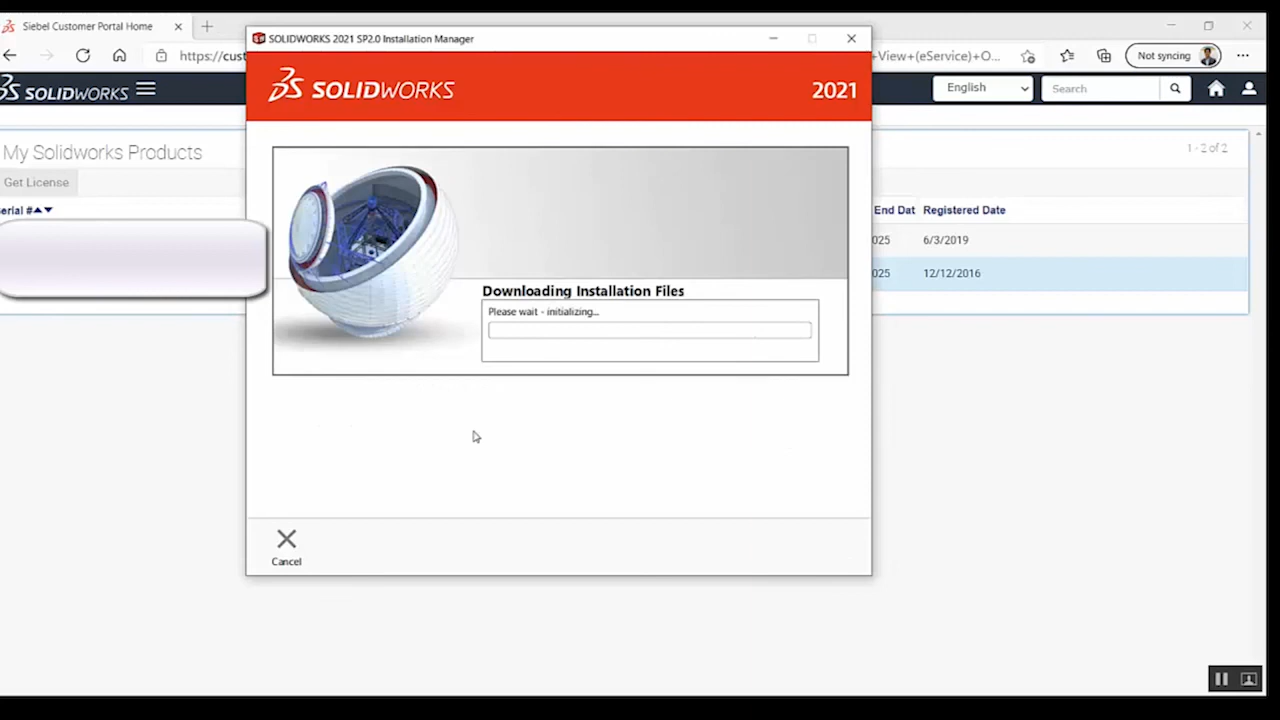 Siebel Customer Portal Home
https://cust
+View+(eService)+O...
Not syncing
SOLIDWORKS
English
Search
My Solidworks Products
1 - 2 of 2
Get License
erial #
End Dat
Registered Date
025
6/3/2019
025
12/12/2016
SOLIDWORKS 2021 SP2.0 Installation Manager
SOLIDWORKS
2021
Downloading Installation Files
Please wait - initializing...
Cancel